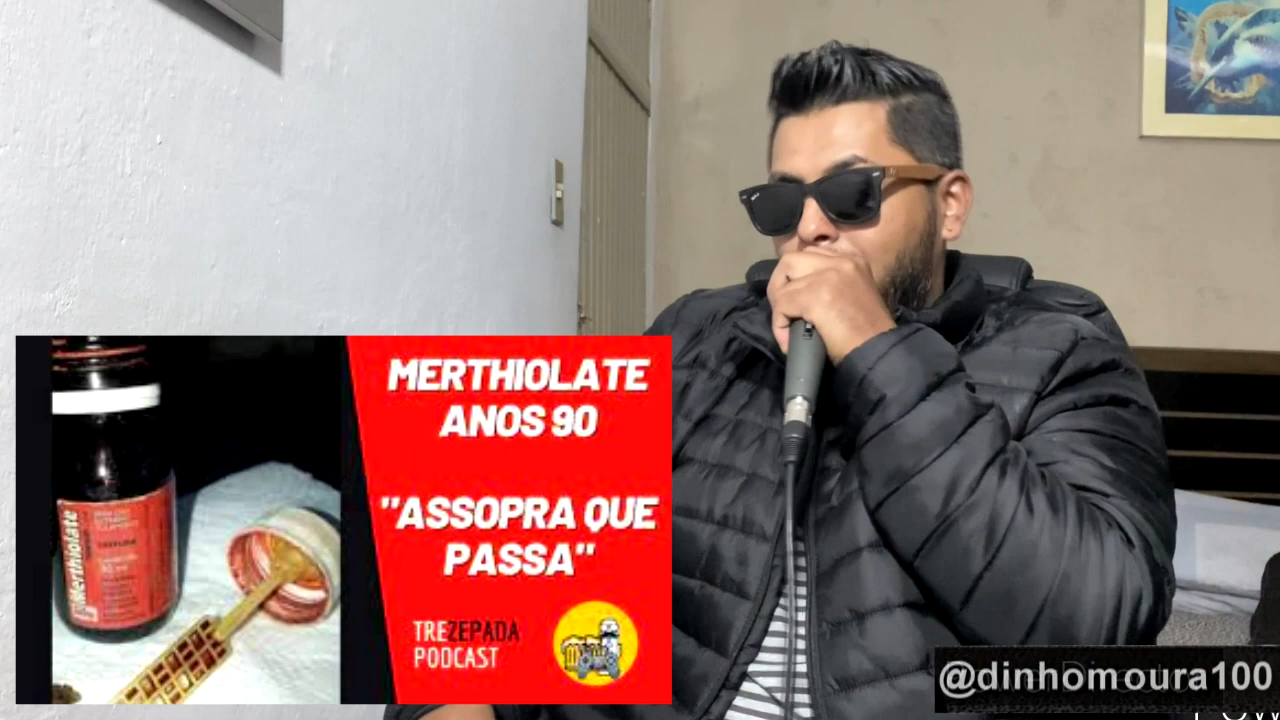 MERTHIOLATE
ANOS 90
"ASSOPRA QUE
PASSA"
TREZEPADA
PODCAST
Merthiolate
@dinhomoura100